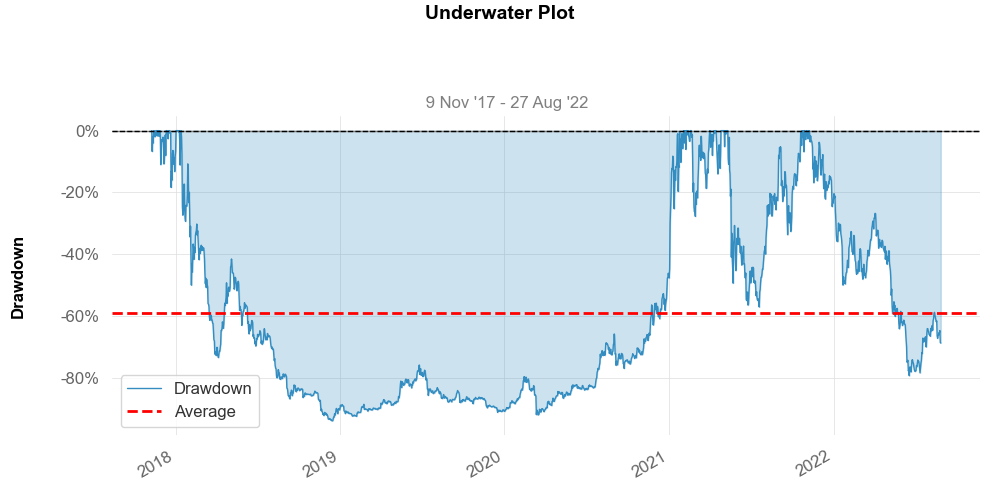 Underwater Plot
9 Nov '17 - 27 Aug '22
Drawdown
0%
-20%
-40%
-60%
-80%
Drawdown
Average
2018
2019
2020
2021
2022